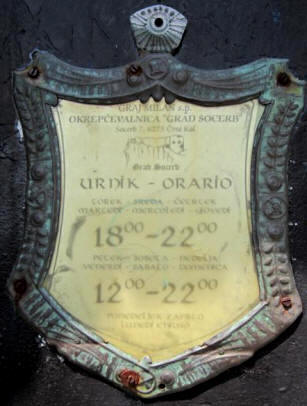 GRAJ MILAN s.p.
OKREPČEVALNICA "GRAD SOCERB"
Socerb 7, 6275 Črni Kal
Grad Socerb
URNIK - ORARIO
TOREK - SREDA - ČETRTEK
MARTEDÌ - MERCOLEDÌ - GIOVEDÌ
18⁰⁰-22⁰⁰
PETEK - SOBOTA - NEDELJA
VENERDÌ - SABATO - DOMENICA
12⁰⁰-22⁰⁰
PONEDELJEK ZAPRTO
LUNEDÌ CHIUSO